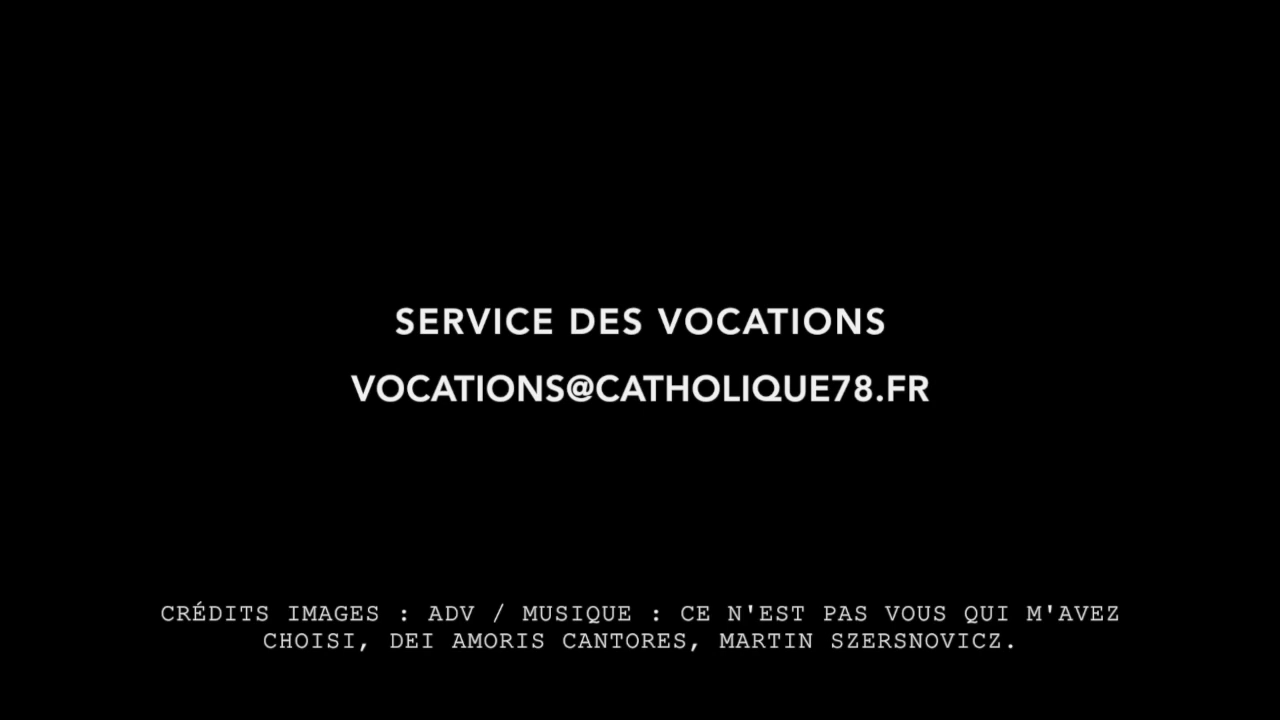 SERVICE DES VOCATIONS
VOCATIONS@CATHOLIQUE78.FR
CRÉDITS IMAGES : ADV / MUSIQUE : CE N'EST PAS VOUS QUI M'AVEZ
CHOISI, DEI AMORIS CANTORES, MARTIN SZERSNOVICZ.